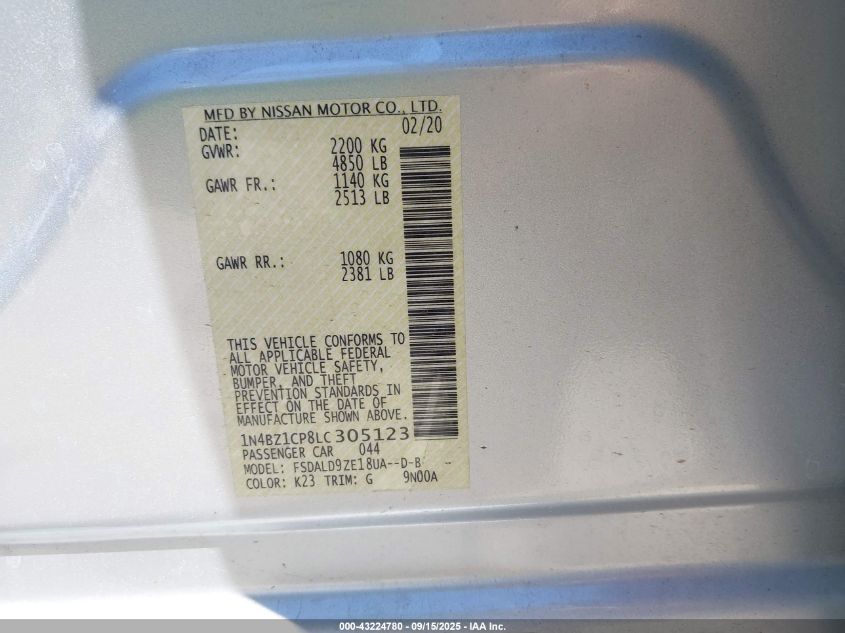 MFD BY NISSAN MOTOR CO., LTD.
DATE: 02/20
GVWR: 2200 KG
4850 LB
GAWR FR.: 1140 KG
2513 LB
GAWR RR.: 1080 KG
2381 LB
THIS VEHICLE CONFORMS TO
ALL APPLICABLE FEDERAL
MOTOR VEHICLE SAFETY,
BUMPER, AND THEFT
PREVENTION STANDARDS IN
EFFECT ON THE DATE OF
MANUFACTURE SHOWN ABOVE.
1N4BZ1CP8LC305123
PASSENGER CAR 044
MODEL: FSDALD9ZE18UA--D-B --
COLOR: K23 TRIM: G 9N00A
000-43224780 - 09/15/2025 - IAA Inc.